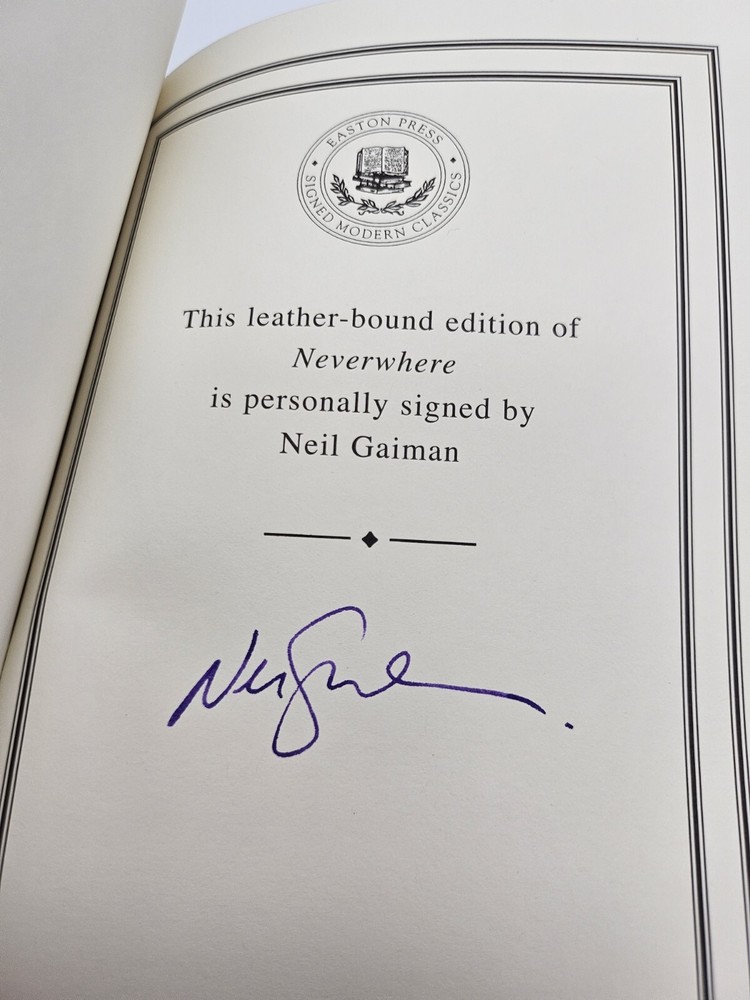 EASTON PRESS
SIGNED MODERN CLASSICS
This leather-bound edition of
Neverwhere
is personally signed by
Neil Gaiman